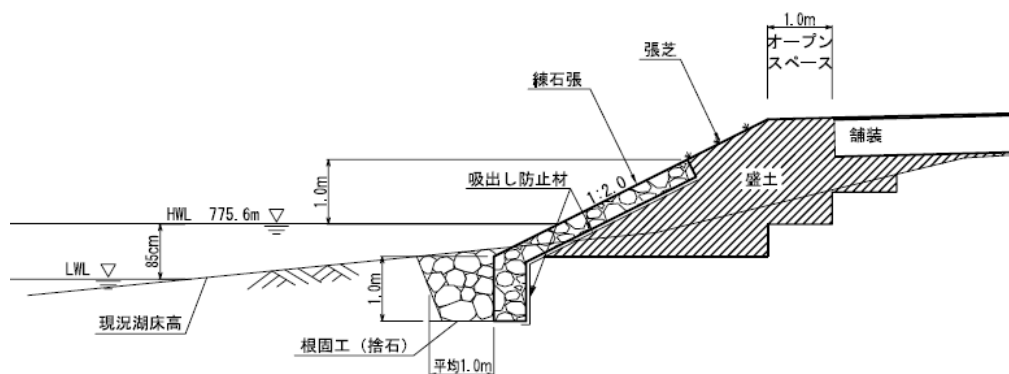 1.0m
オープン
スペース
張芝
練石張
舗装
吸出し防止材
1:2.0
盛土
1.0m
HWL 775.6m
85cm
LWL
1.0m
現況湖床高
根固工（捨石）
平均1.0m